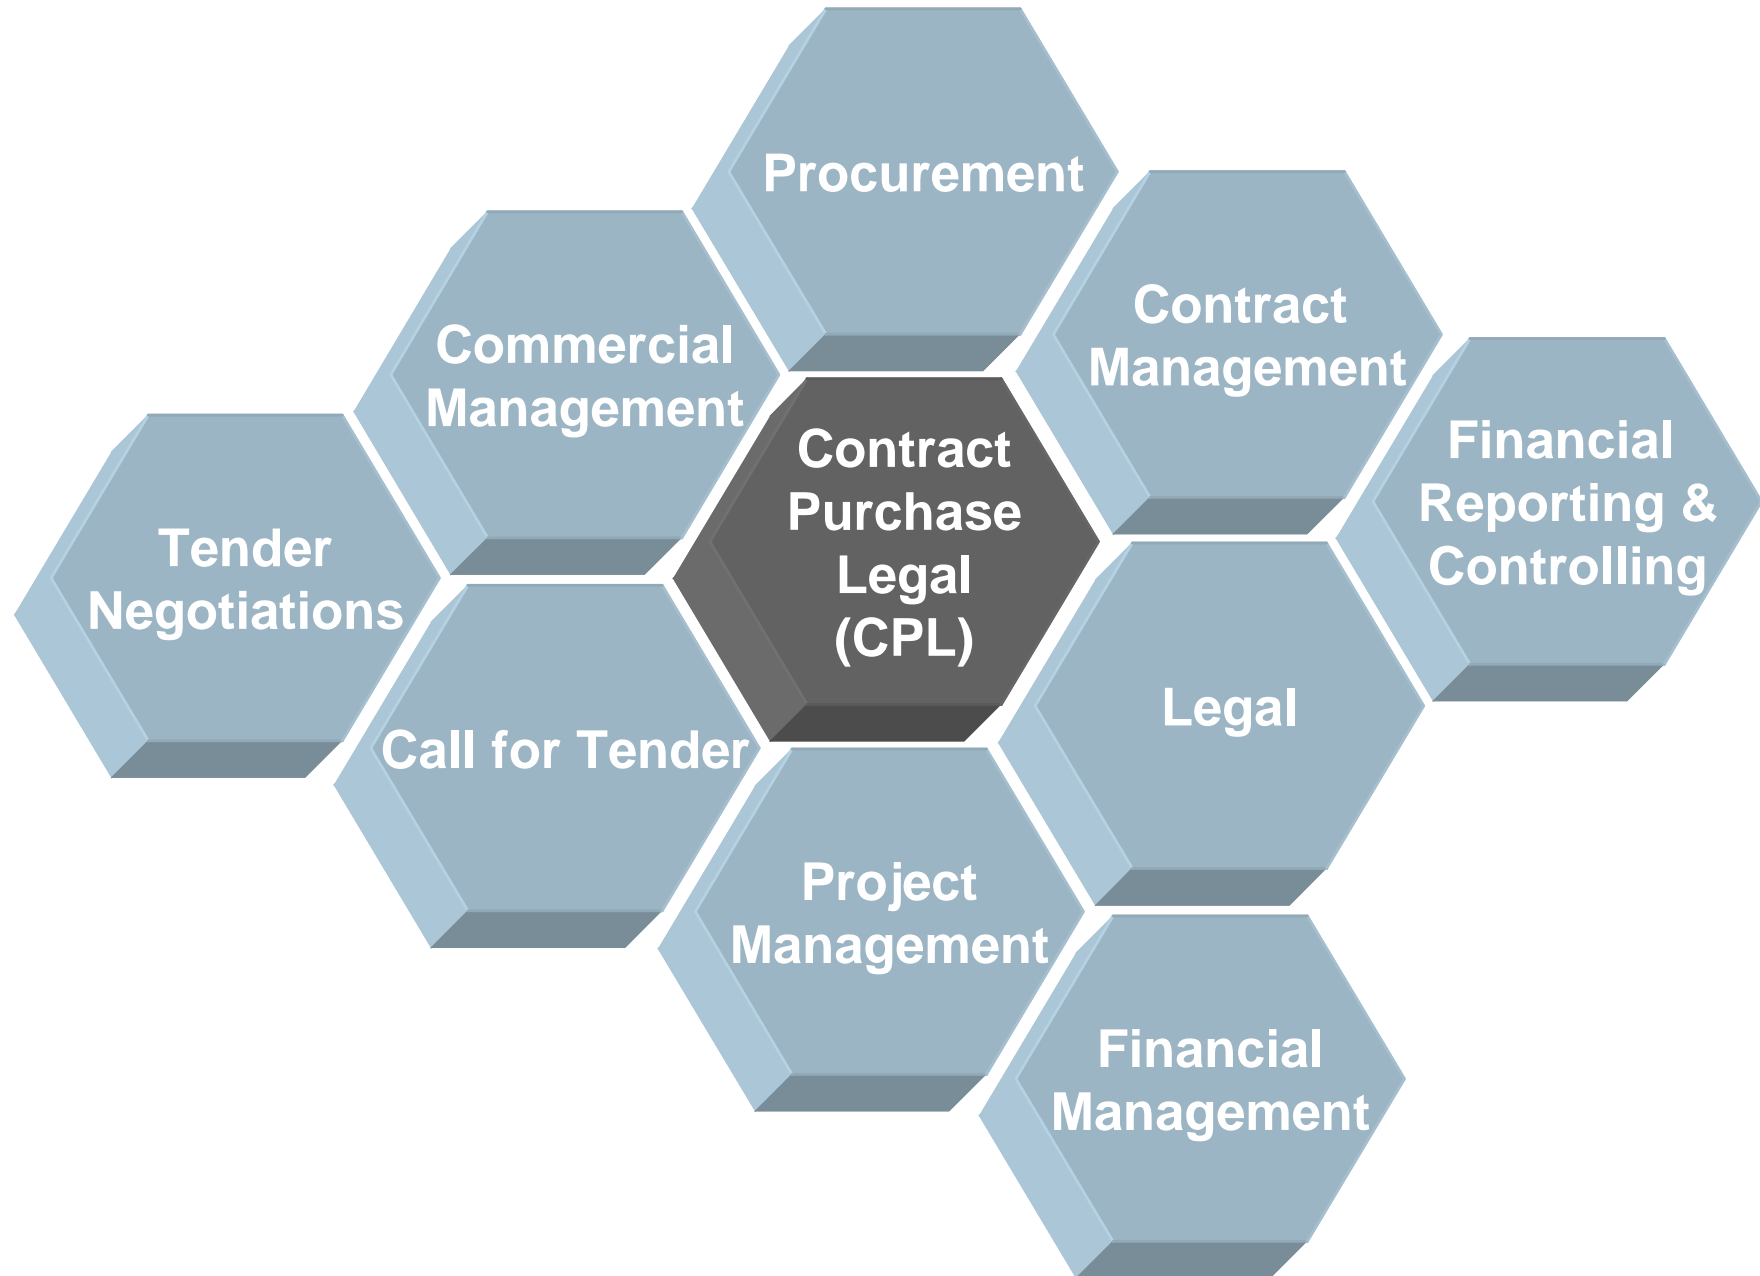 Procurement
Contract
Management
Commercial
Management
Financial
Reporting &
Controlling
Contract
Purchase
Legal
(CPL)
Tender
Negotiations
Legal
Call for Tender
Project
Management
Financial
Management